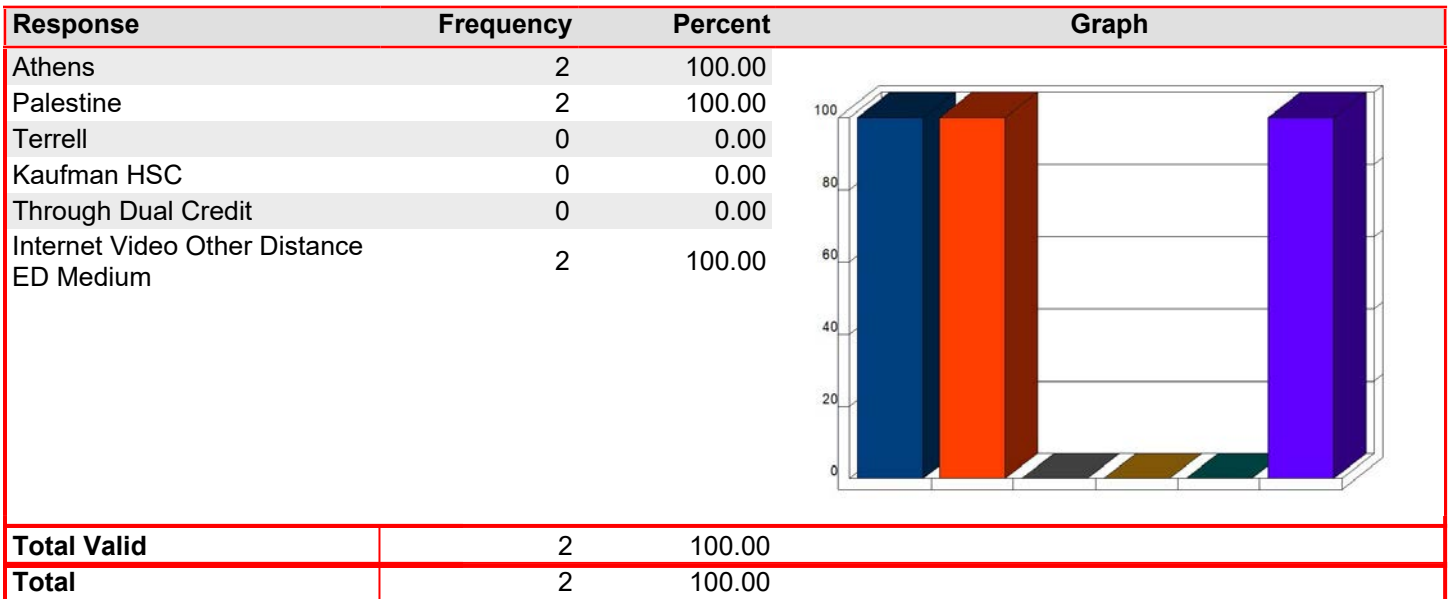 Response Frequency Percent Graph
Athens 2 100.00
Palestine 2 100.00
Terrell 0 0.00
Kaufman HSC 0 0.00
Through Dual Credit 0 0.00
Internet Video Other Distance
ED Medium 2 100.00
100
80
60
40
20
0
Total Valid 2 100.00
Total 2 100.00